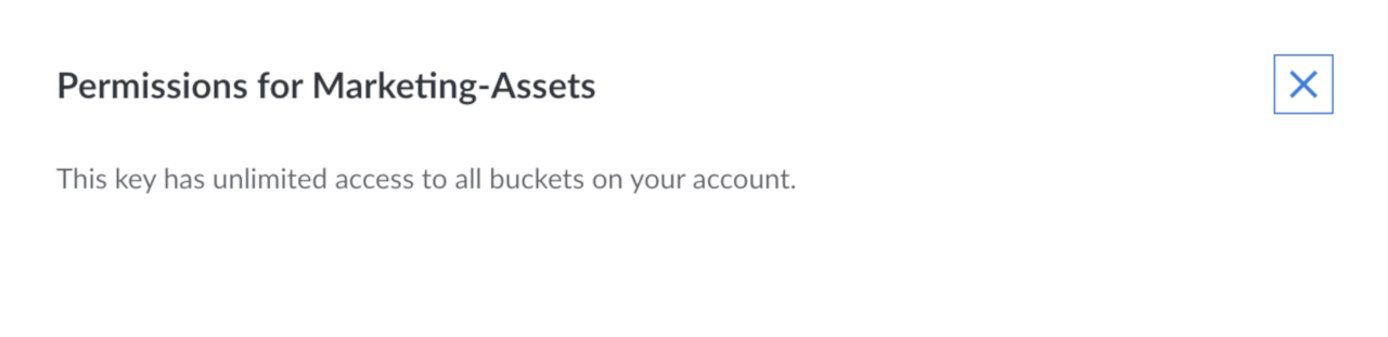 Permissions for Marketing-Assets
This key has unlimited access to all buckets on your account.